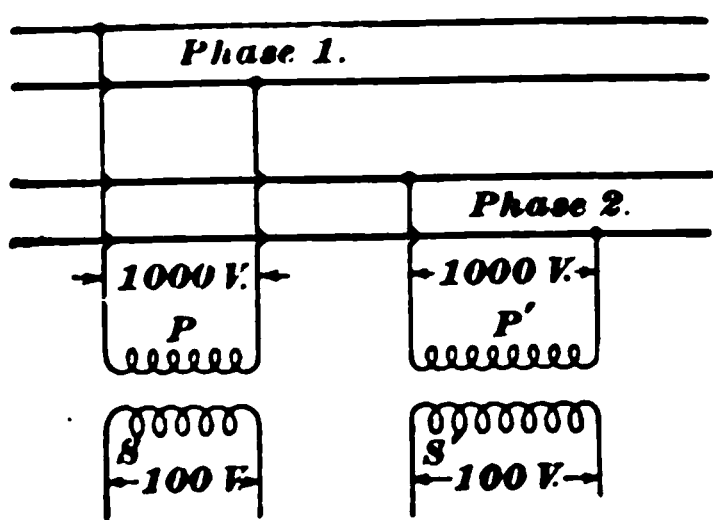 Phase 1.
Phase 2.
1000 V. 1000 V.
P P′
S S′
100 V. 100 V.